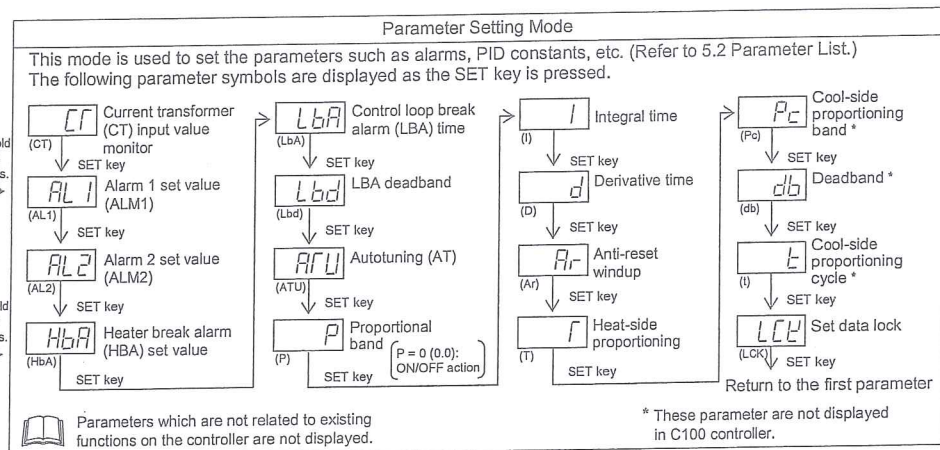 Parameter Setting Mode
This mode is used to set the parameters such as alarms, PID constants, etc. (Refer to 5.2 Parameter List.)
The following parameter symbols are displayed as the SET key is pressed.
CT
(CT)
Current transformer
(CT) input value
monitor
SET key
AL1
(AL1)
Alarm 1 set value
(ALM1)
SET key
AL2
(AL2)
Alarm 2 set value
(ALM2)
SET key
HbA
(HbA)
Heater break alarm
(HBA) set value
SET key
LbA
(LbA)
Control loop break
alarm (LBA) time
SET key
Lbd
(Lbd)
LBA deadband
SET key
ATU
(ATU)
Autotuning (AT)
SET key
P
(P)
Proportional
band
P = 0 (0.0):
ON/OFF action
SET key
I
(I)
Integral time
SET key
d
(D)
Derivative time
SET key
Ar
(Ar)
Anti-reset
windup
SET key
T
(T)
Heat-side
proportioning
SET key
Pc
(Pc)
Cool-side
proportioning
band *
SET key
db
(db)
Deadband *
SET key
t
(t)
Cool-side
proportioning
cycle *
SET key
LCK
(LCK)
Set data lock
SET key
Return to the first parameter
Parameters which are not related to existing
functions on the controller are not displayed.
* These parameter are not displayed
in C100 controller.